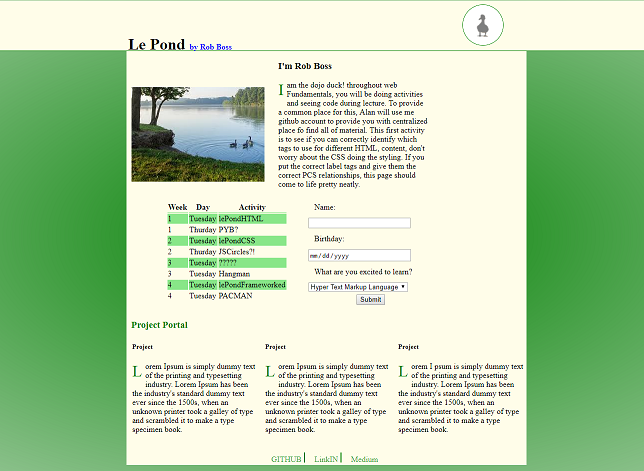 Le Pond by Rob Boss
I'm Rob Boss
I am the dojo duck! throughout web
Fundamentals, you will be doing activities
and seeing code during lecture. To provide
a common place for this, Alan will use me
github account to provide you with centralized
place fo find all of material. This first activity
is to see if you can correctly identify which
tags to use for different HTML, content, don't
worry about the CSS doing the styling. If you
put the correct label tags and give them the
correct PCS relationships, this page should
come to life pretty neatly.
Week Day Activity
1 Tuesday lePondHTML
1 Thurday PYB?
2 Tuesday lePondCSS
2 Thurday JSCircles?!
3 Tuesday ?????
3 Tuesday Hangman
4 Tuesday lePondFrameworked
4 Tuesday PACMAN
Name:
Birthday:
mm / dd / yyyy
What are you excited to learn?
Hyper Text Markup Language
Submit
Project Portal
Project
Lorem Ipsum is simply dummy text
of the printing and typesetting
industry. Lorem Ipsum has been
the industry's standard dummy text
ever since the 1500s, when an
unknown printer took a galley of type
and scrambled it to make a type
specimen book.
Project
Lorem Ipsum is simply dummy text
of the printing and typesetting
industry. Lorem Ipsum has been
the industry's standard dummy text
ever since the 1500s, when an
unknown printer took a galley of type
and scrambled it to make a type
specimen book.
Project
Lorem I psum is simply dummy text
of the printing and typesetting
industry. Lorem Ipsum has been
the industry's standard dummy text
ever since the 1500s, when an
unknown printer took a galley of type
and scrambled it to make a type
specimen book.
GITHUB LinkIN Medium